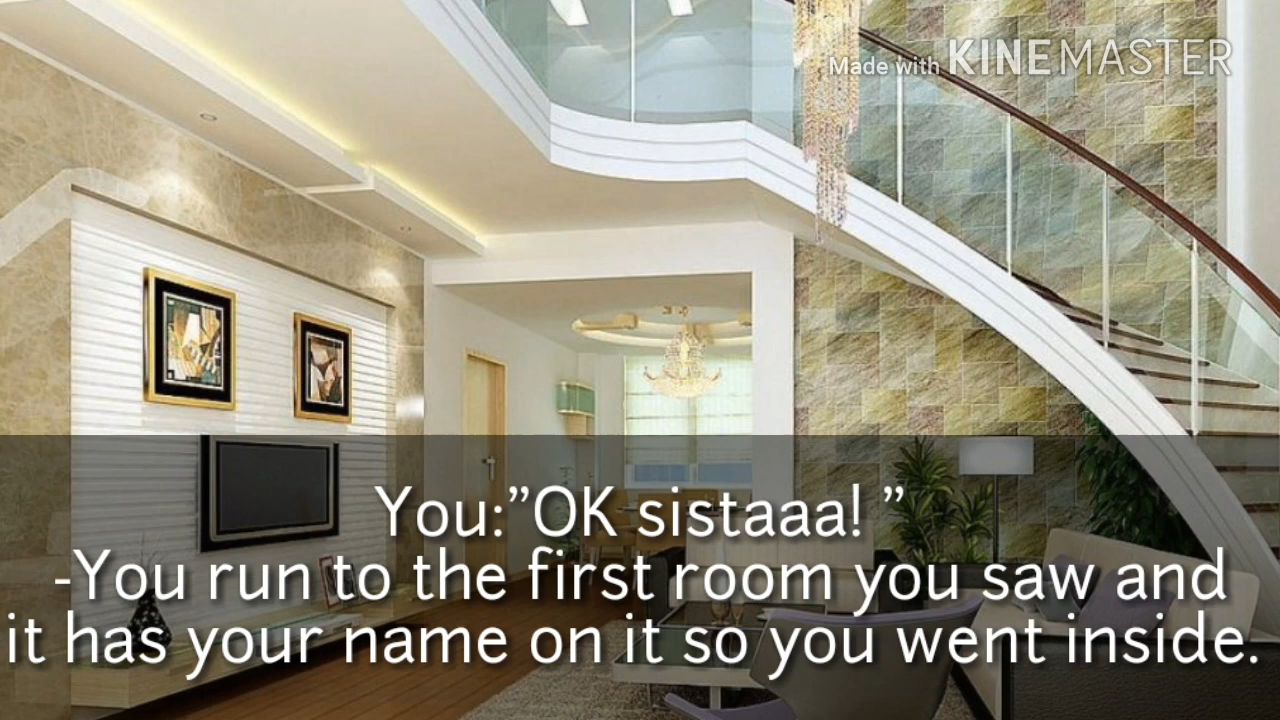 Made with KINEMASTER
You:”OK sistaaa! ”
-You run to the first room you saw and
it has your name on it so you went inside.